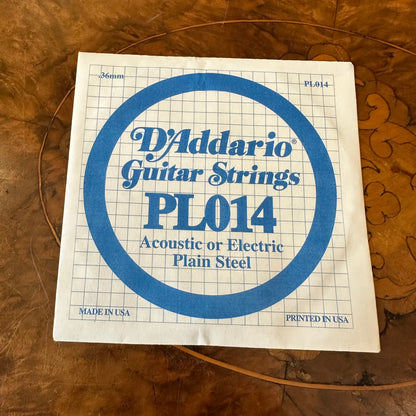 .36mm PL014
D'Addario®
Guitar Strings
PL014
Acoustic or Electric
Plain Steel
MADE IN USA PRINTED IN USA